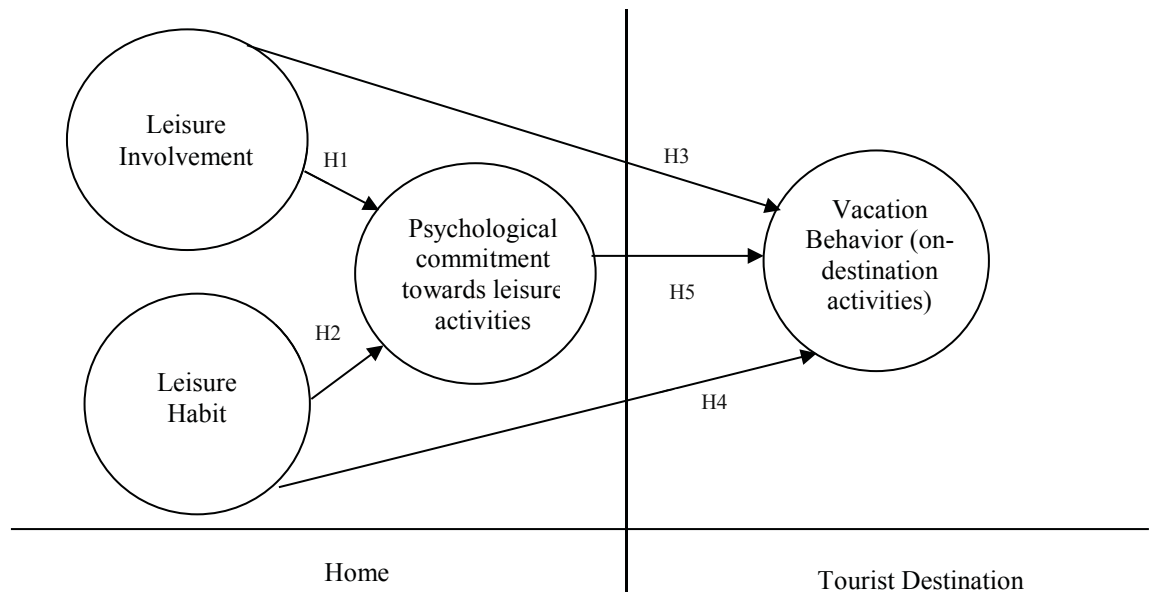 Leisure
Involvement
H1
H3
Psychological
commitment
towards leisure
activities
Vacation
Behavior (on-
destination
activities)
H5
H2
Leisure
Habit
H4
Home
Tourist Destination